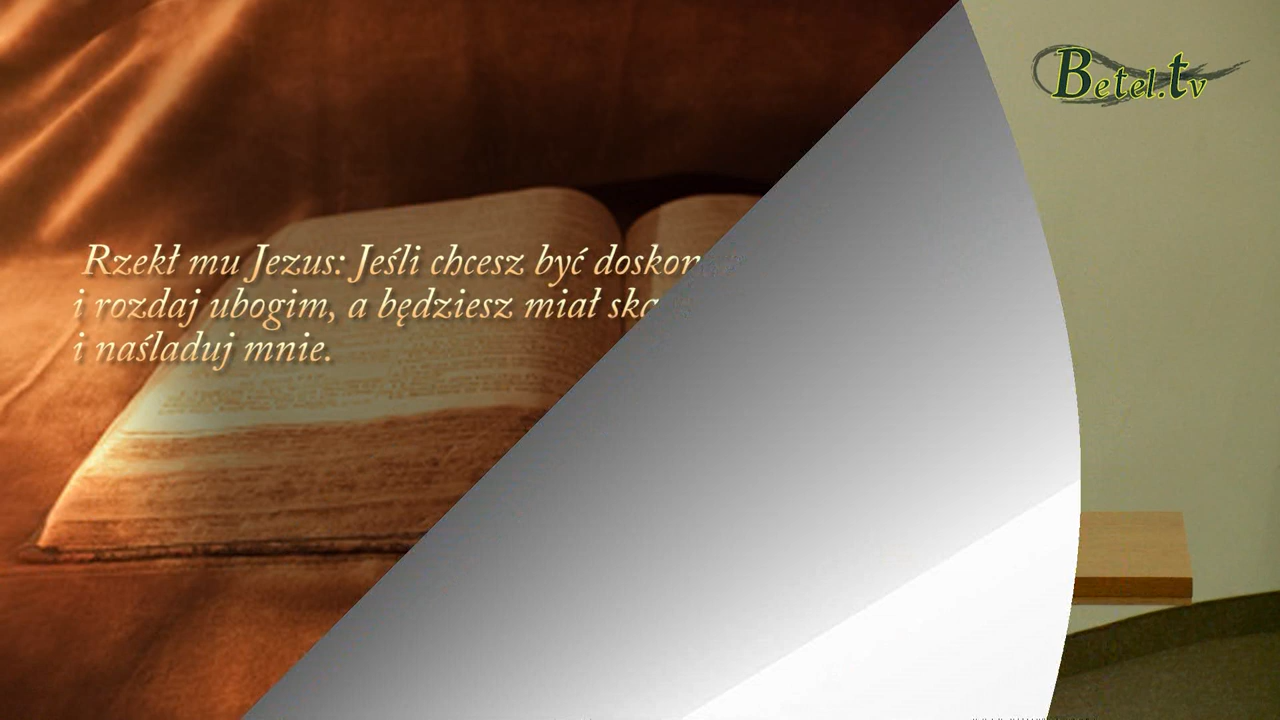 Betel.tv
Rzekł mu Jezus: Jeśli chcesz być
i rozdaj ubogim, a będziesz miał
i naśladuj mnie.